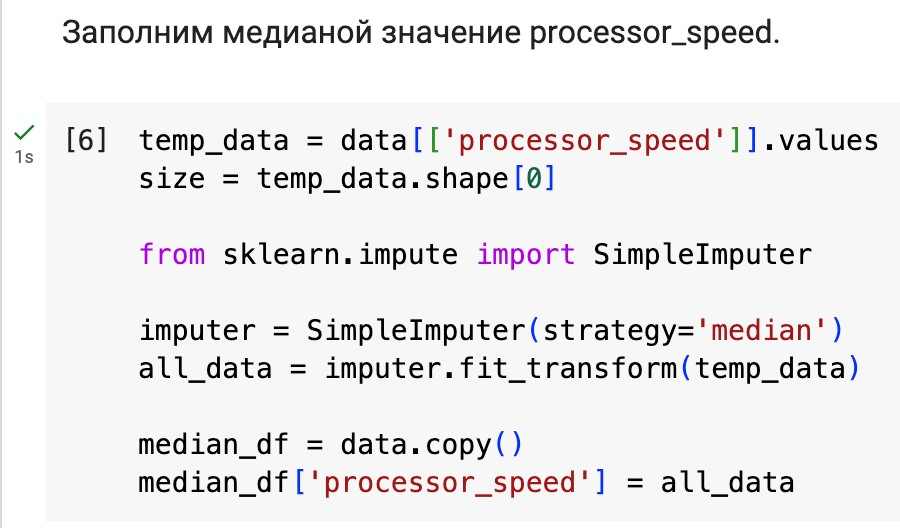 Заполним медианой значение processor_speed.
[6] temp_data = data[['processor_speed']].values
1s
size = temp_data.shape[0]
from sklearn.impute import SimpleImputer
imputer = SimpleImputer(strategy='median')
all_data = imputer.fit_transform(temp_data)
median_df = data.copy()
median_df['processor_speed'] = all_data